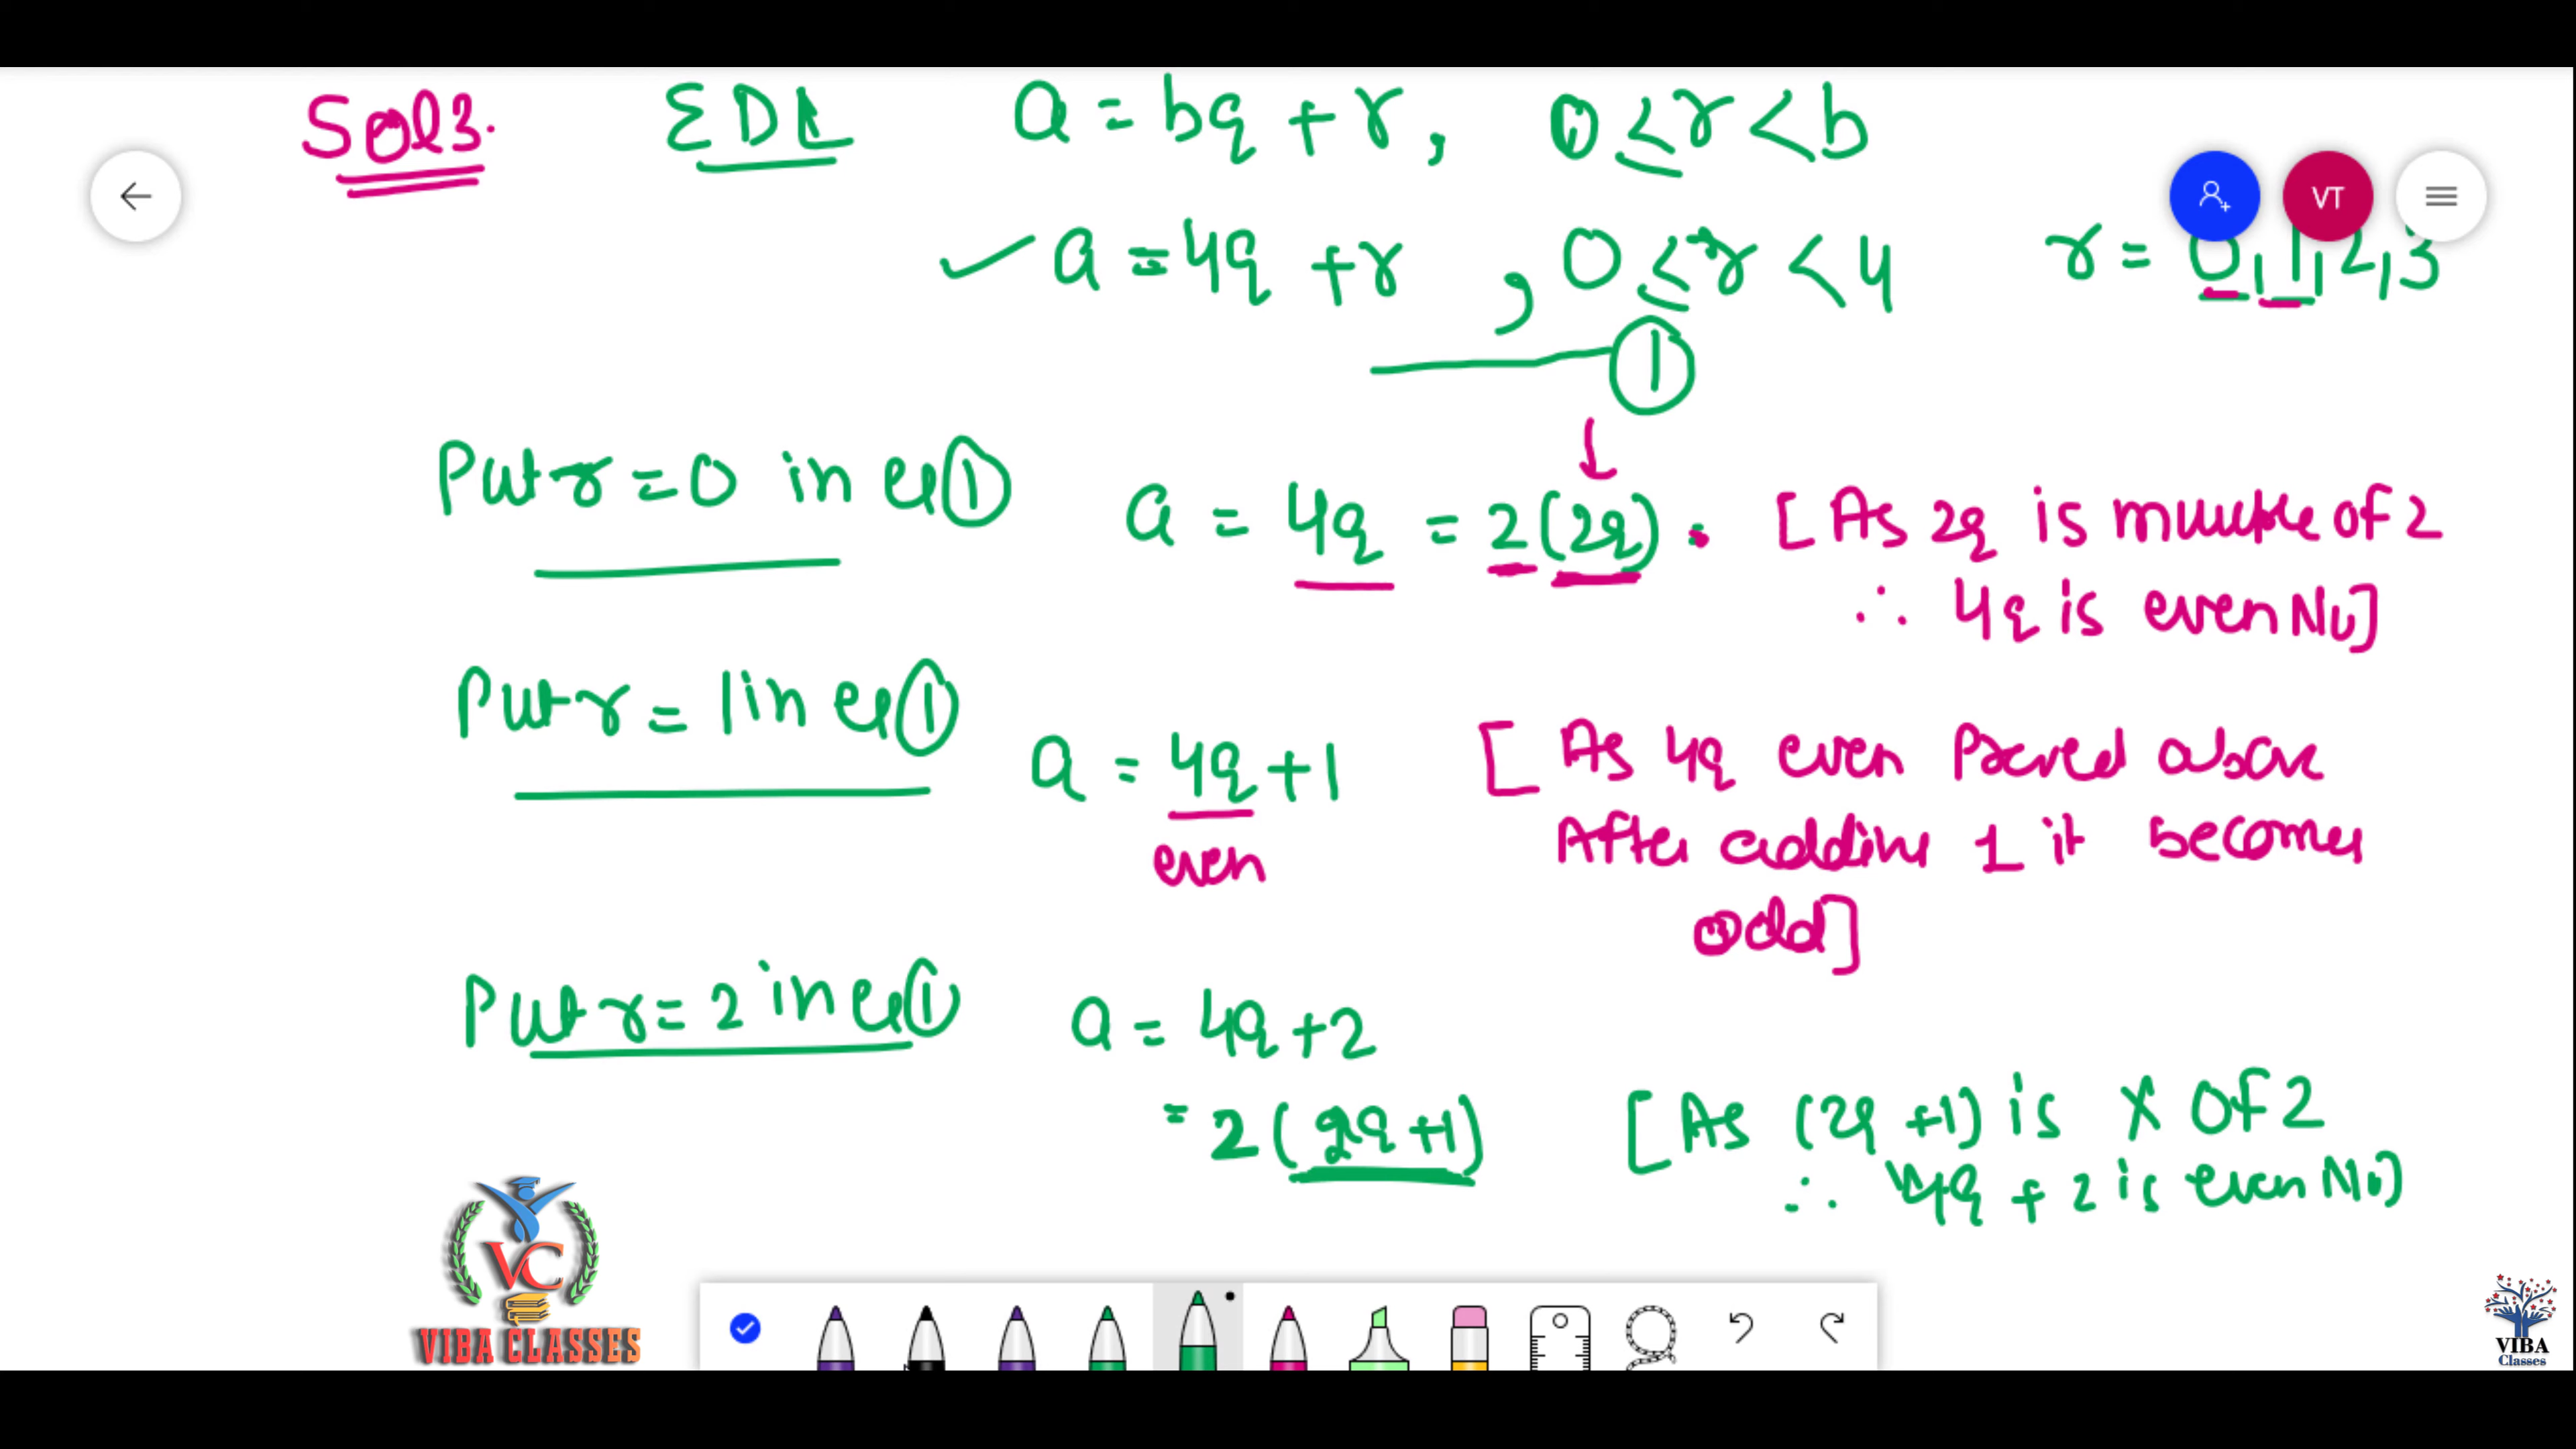 Sol3. EDL a = bq + r, 0 ≤ r < b
VT
✓ a = 4q + r , 0 ≤ r < 4 r = 0, 1, 2, 3
①
Put r = 0 in eq ① a = 4q = 2(2q). [As 2q is multiple of 2
∴ 4q is even No]
Put r = 1 in eq ①
a = 4q + 1 [As 4q even Proved above
even After adding 1 it becomes
odd]
Put r = 2 in eq ① a = 4q + 2
= 2(2q + 1) [As (2q + 1) is X of 2
∴ 4q + 2 is even No]
VC
VIBA CLASSES
VIBA
Classes